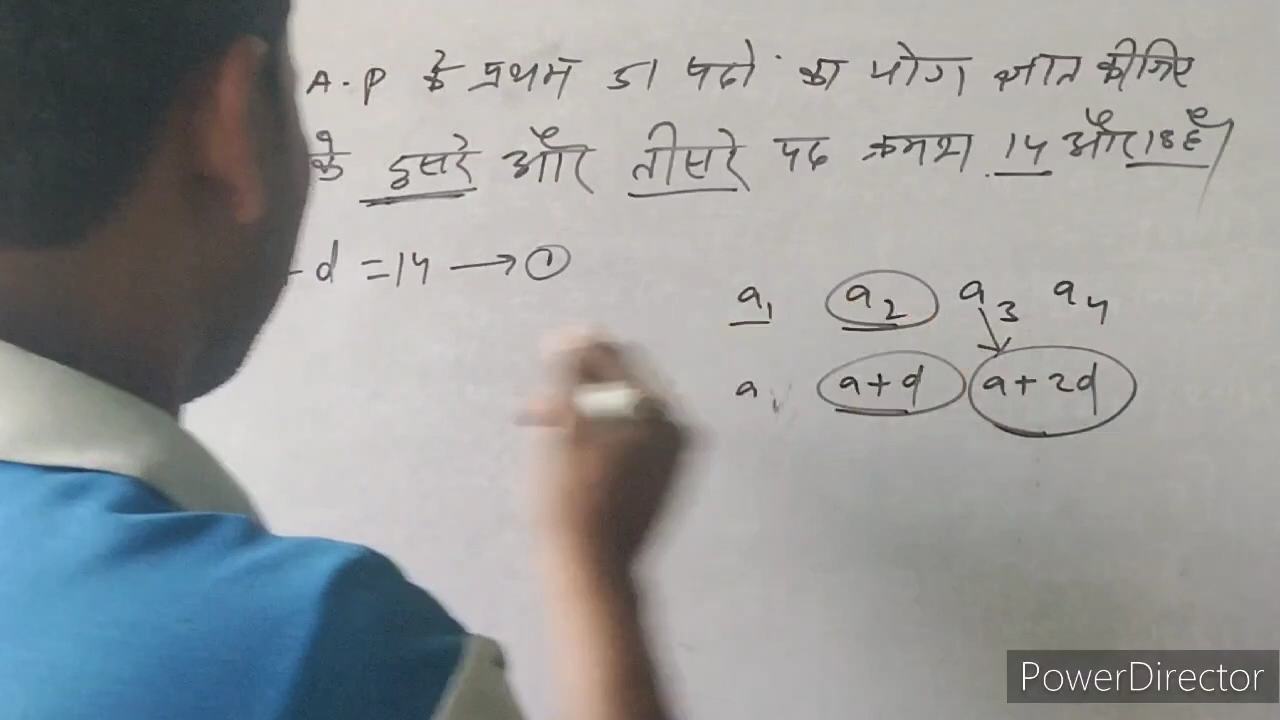 A.P के प्रथम 51 पदो का योग ज्ञात कीजिए
के दुसरे और तीसरे पद क्रमश 14 और 18 है।
d = 14 → ①
a₁ a₂ a₃ a₄
a, a+d a+2d
PowerDirector